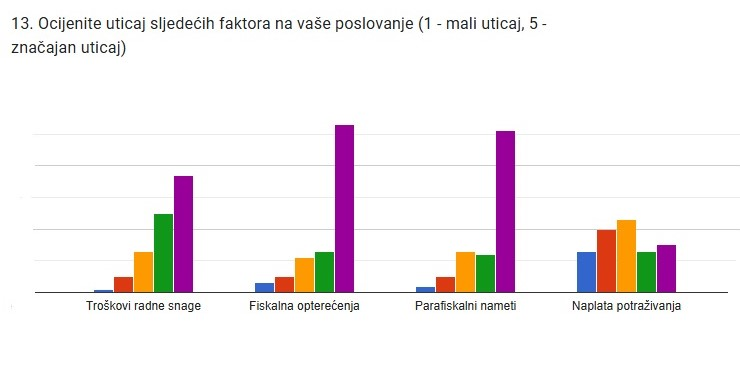 13. Ocijenite uticaj sljedećih faktora na vaše poslovanje (1 - mali uticaj, 5 -
značajan uticaj)
Troškovi radne snage
Fiskalna opterećenja
Parafiskalni nameti
Naplata potraživanja